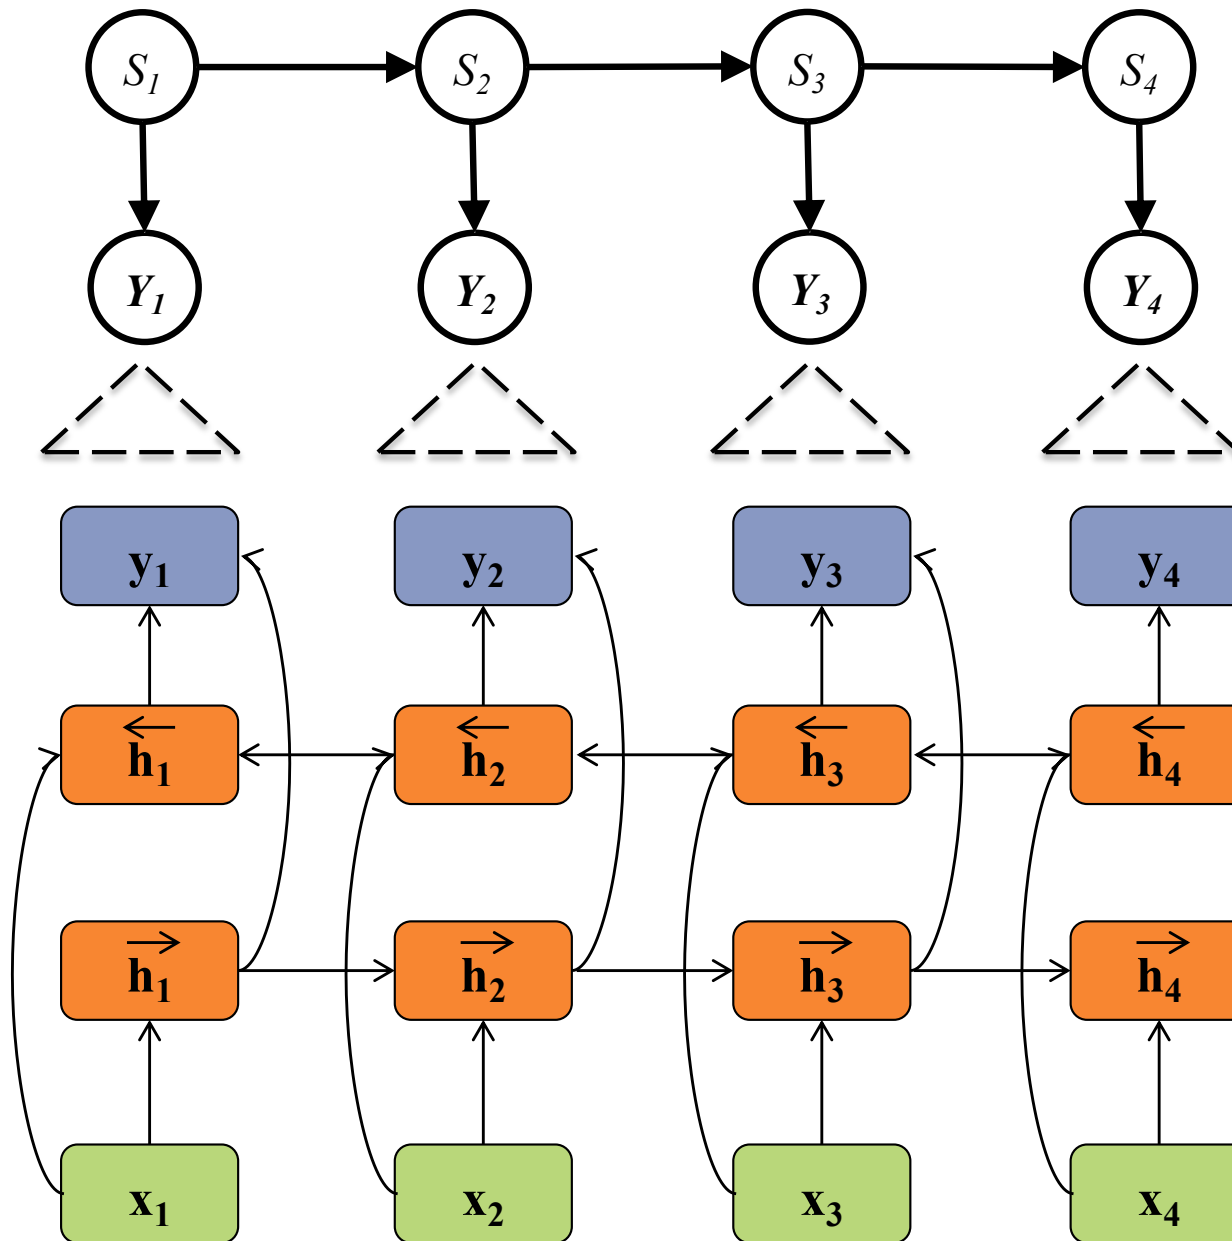 S₁ S₂ S₃ S₄
Y₁ Y₂ Y₃ Y₄
y₁ y₂ y₃ y₄
←h₁ ←h₂ ←h₃ ←h₄
→h₁ →h₂ →h₃ →h₄
x₁ x₂ x₃ x₄